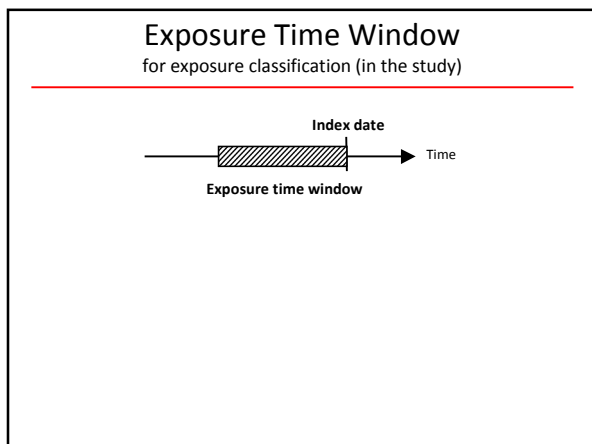 Exposure Time Window
for exposure classification (in the study)
Index date
Time
Exposure time window